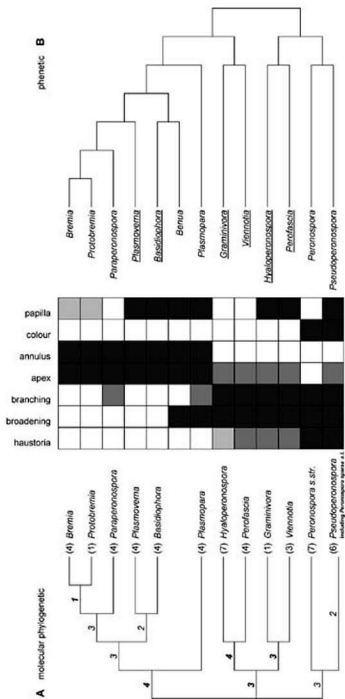 B phenetic
Bremia
Protobremia
Paraperonospora
Plasmoverna
Basidiophora
Benua
Plasmopara
Graminivora
Viennotia
Hyaloperonospora
Perofascia
Peronospora
Pseudoperonospora
papilla
colour
annulus
apex
branching
broadening
haustoria
A molecular phylogenetic
(4) Bremia
(1) Protobremia
(4) Paraperonospora
(4) Plasmoverna
(4) Basidiophora
(4) Plasmopara
(7) Hyaloperonospora
(4) Perofascia
(1) Graminivora
(3) Viennotia
(7) Peronospora s.str.
(6) Pseudoperonospora
including Peronospora sparsa s.l.
1
3
3
2
4
4
3
3
3
2